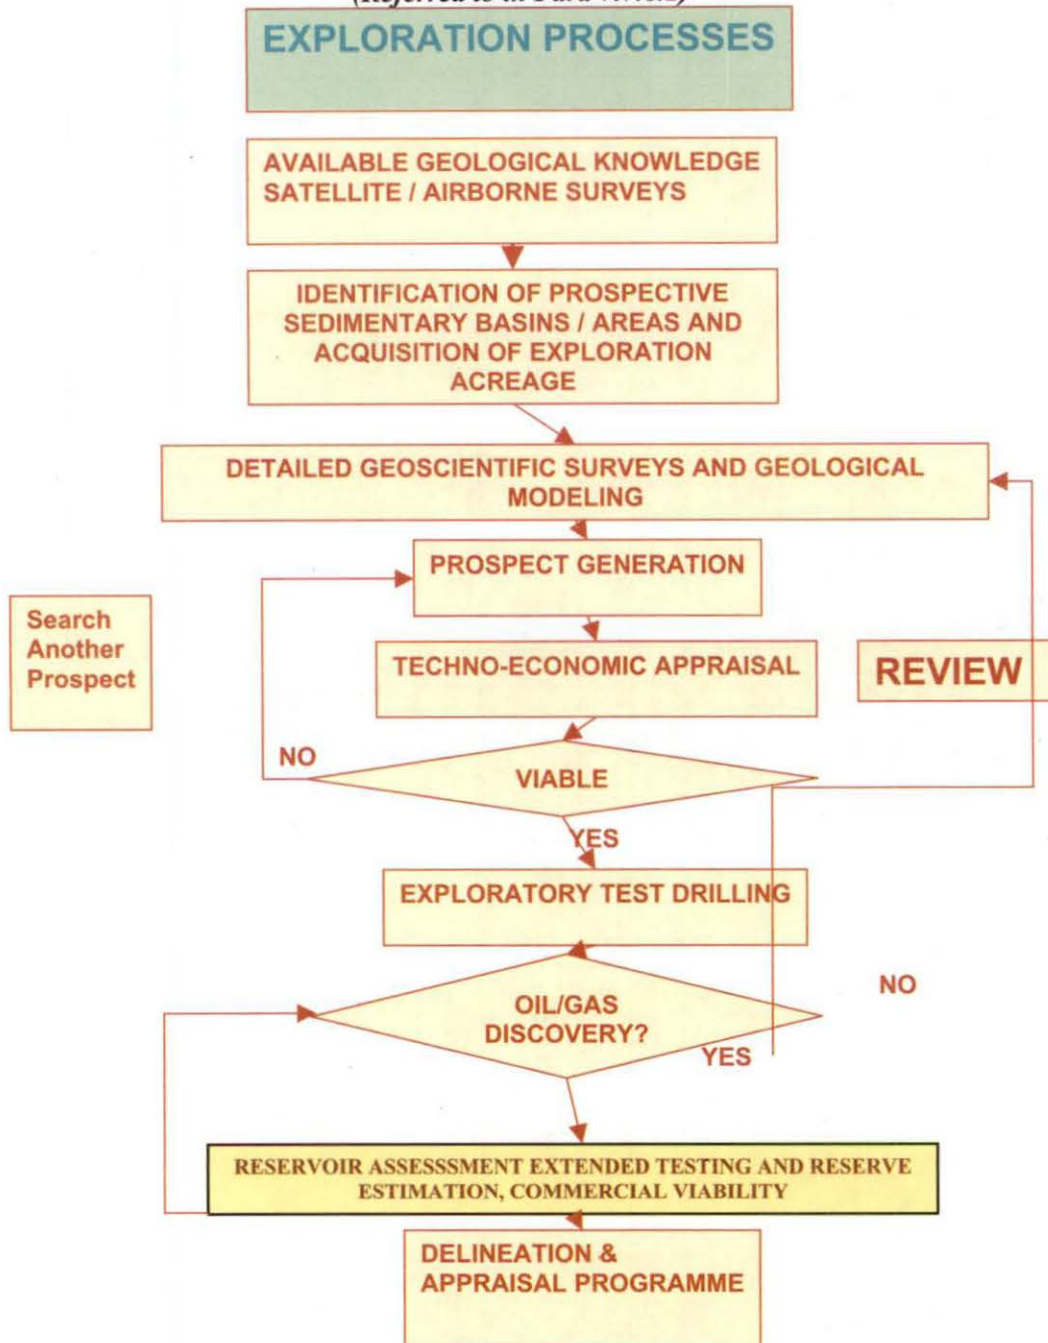 EXPLORATION PROCESSES
AVAILABLE GEOLOGICAL KNOWLEDGE
SATELLITE / AIRBORNE SURVEYS
IDENTIFICATION OF PROSPECTIVE
SEDIMENTARY BASINS / AREAS AND
ACQUISITION OF EXPLORATION
ACREAGE
DETAILED GEOSCIENTIFIC SURVEYS AND GEOLOGICAL
MODELING
PROSPECT GENERATION
Search
Another
Prospect
TECHNO-ECONOMIC APPRAISAL
REVIEW
NO
VIABLE
YES
EXPLORATORY TEST DRILLING
NO
OIL/GAS
DISCOVERY?
YES
RESERVOIR ASSESSSMENT EXTENDED TESTING AND RESERVE
ESTIMATION, COMMERCIAL VIABILITY
DELINEATION &
APPRAISAL PROGRAMME